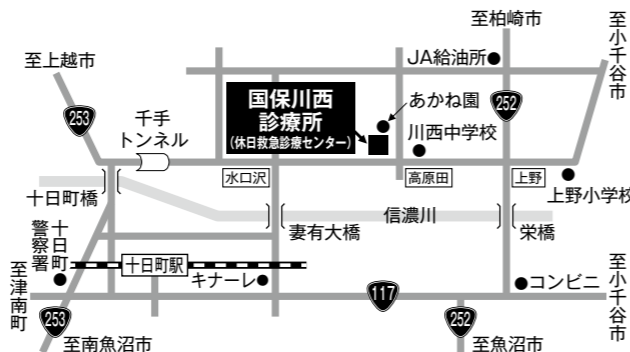 至柏崎市
至小千谷市
至上越市
JA給油所
国保川西
診療所
(休日救急診療センター)
あかね園
252
253
千手
トンネル
川西中学校
水口沢
高原田
上野
十日町橋
上野小学校
信濃川
妻有大橋
栄橋
十日町
警察署
十日町駅
キナーレ
コンビニ
至津南町
至小千谷市
117
253
252
至南魚沼市
至魚沼市